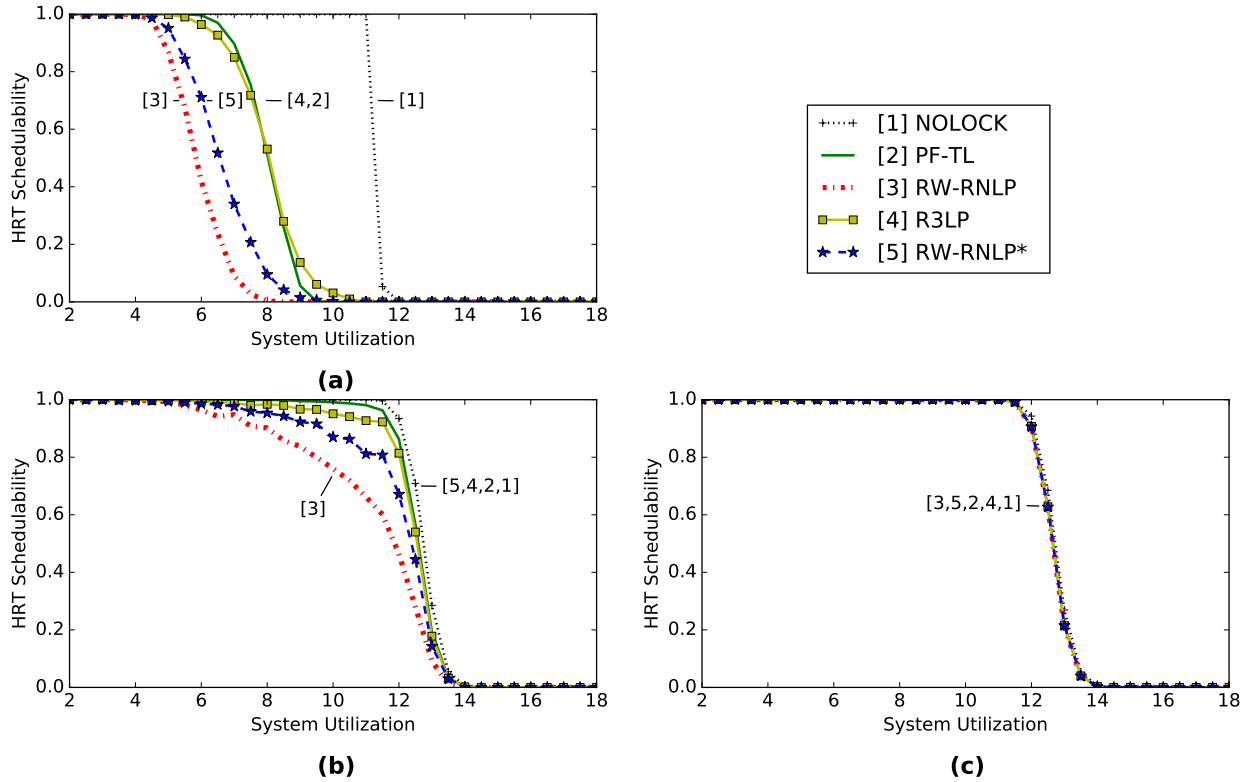 1.0
0.8
0.6
0.4
0.2
0.0
HRT Schedulability
[3]
[5]
[4,2]
[1]
2 4 6 8 10 12 14 16 18
System Utilization
(a)
[1] NOLOCK
[2] PF-TL
[3] RW-RNLP
[4] R3LP
[5] RW-RNLP*
1.0
0.8
0.6
0.4
0.2
0.0
HRT Schedulability
[3]
[5,4,2,1]
2 4 6 8 10 12 14 16 18
System Utilization
(b)
1.0
0.8
0.6
0.4
0.2
0.0
HRT Schedulability
[3,5,2,4,1]
2 4 6 8 10 12 14 16 18
System Utilization
(c)